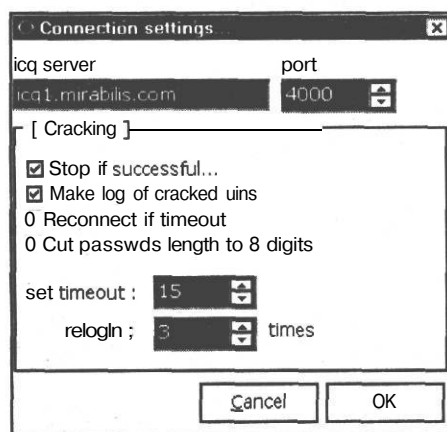 Connection settings...
icq server port
icq1.mirabilis.com 4000
[ Cracking ]
Stop if successful...
Make log of cracked uins
0 Reconnect if timeout
0 Cut passwds length to 8 digits
set timeout : 15
relogIn ; 3 times
Cancel OK